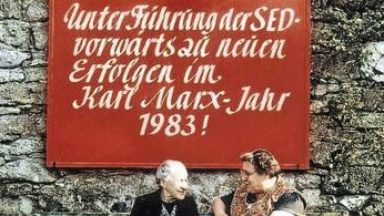 Unter Führung der SED-
vorwärts zu neuen
Erfolgen im
Karl Marx-Jahr
1983!